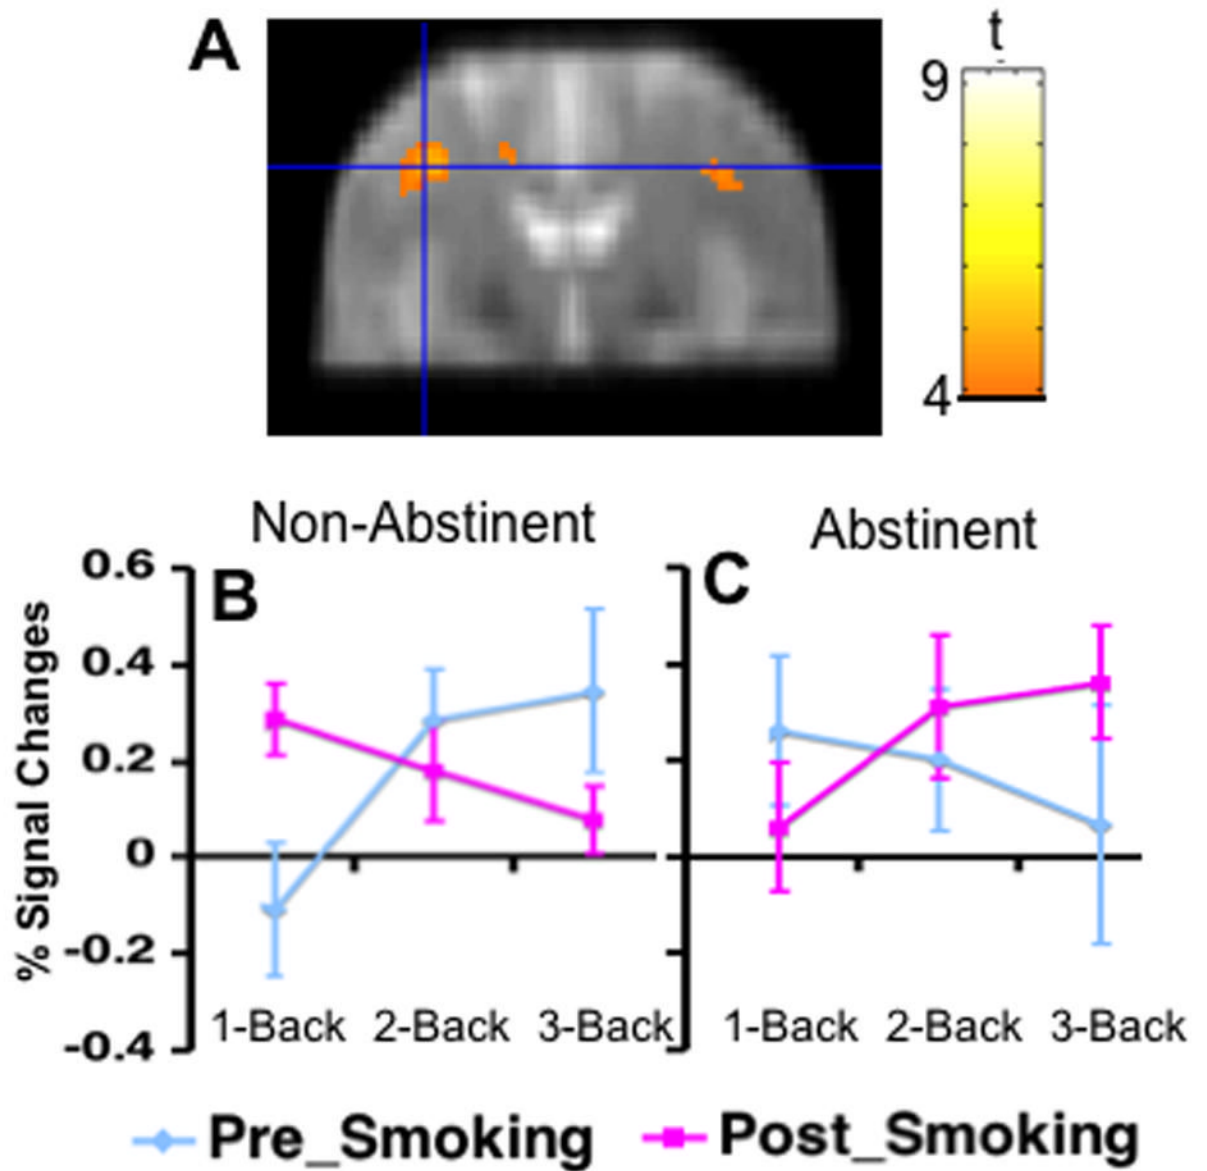 A
t
9
4
Non-Abstinent
Abstinent
B
C
% Signal Changes
0.6
0.4
0.2
0
-0.2
-0.4
1-Back 2-Back 3-Back
1-Back 2-Back 3-Back
Pre_Smoking Post_Smoking